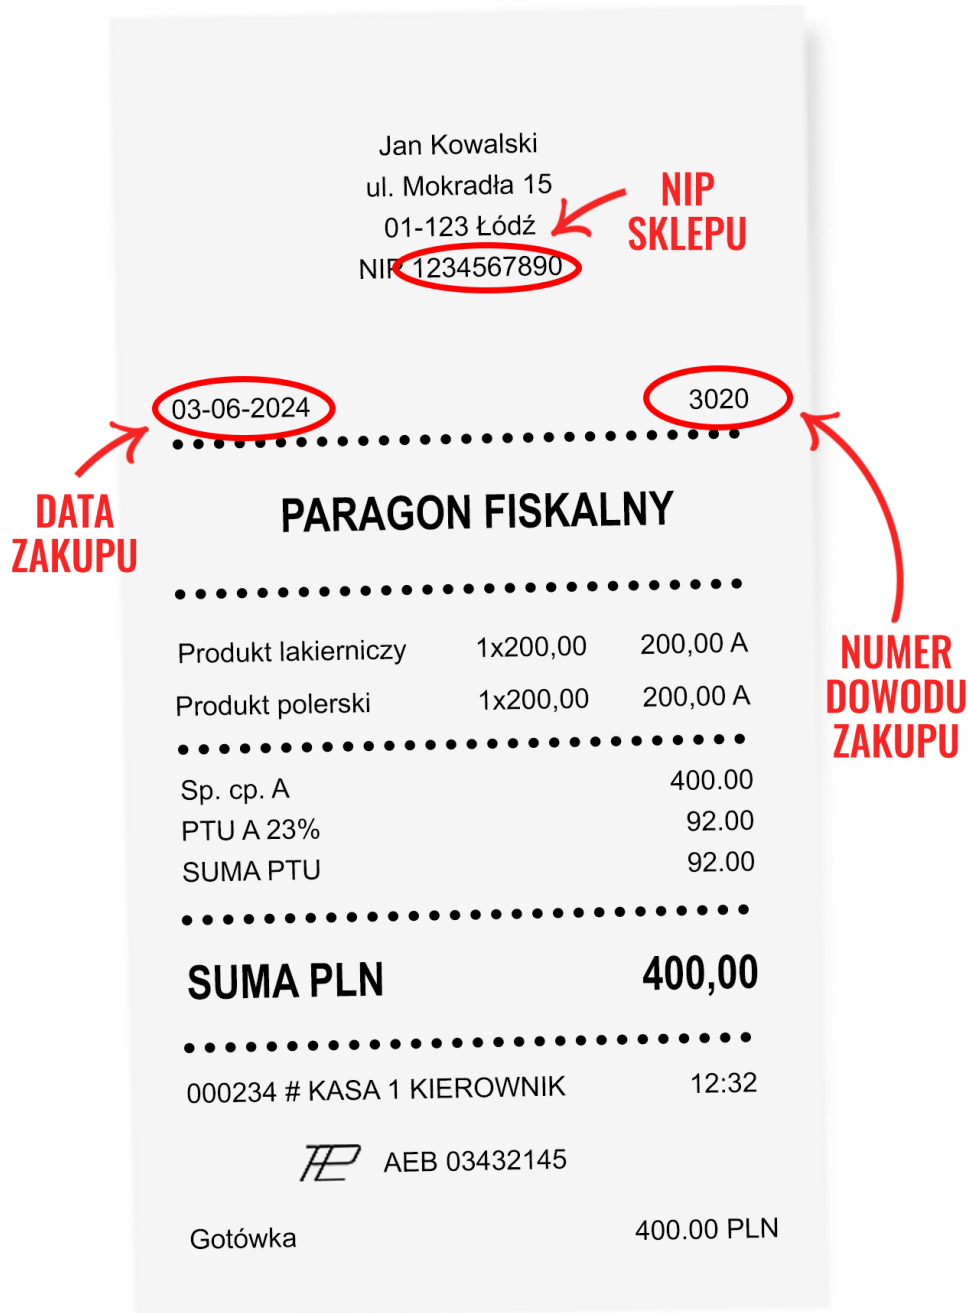 Jan Kowalski
ul. Mokradła 15
01-123 Łódź
NIP 1234567890
NIP
SKLEPU
03-06-2024 3020
DATA
ZAKUPU
PARAGON FISKALNY
Produkt lakierniczy 1x200,00 200,00 A
Produkt polerski 1x200,00 200,00 A
NUMER
DOWODU
ZAKUPU
Sp. cp. A 400.00
PTU A 23% 92.00
SUMA PTU 92.00
SUMA PLN 400,00
000234 # KASA 1 KIEROWNIK 12:32
AEB 03432145
Gotówka 400.00 PLN